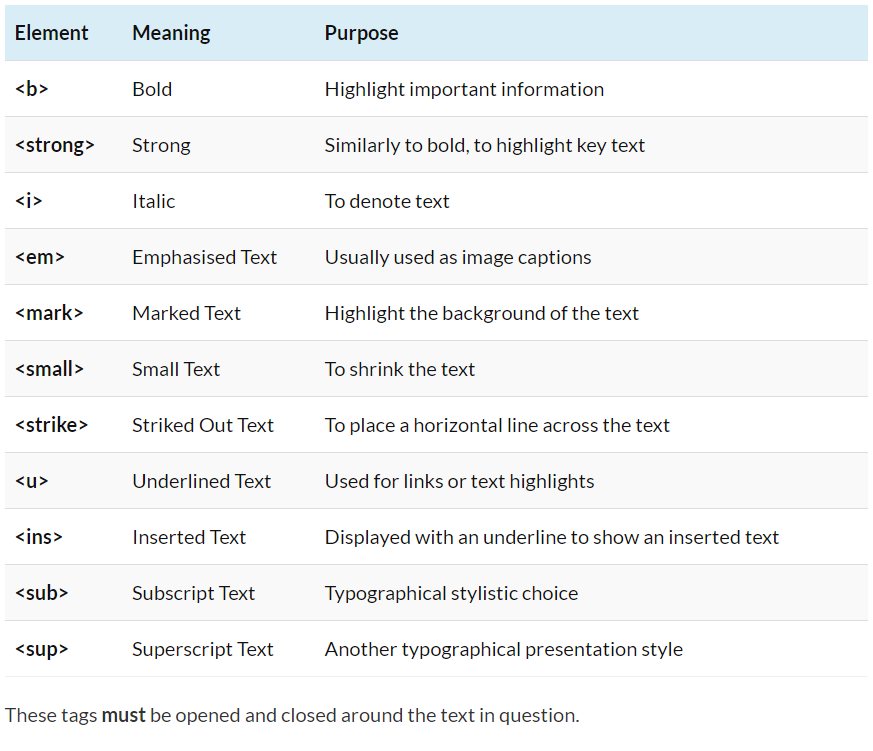 Element Meaning Purpose
<b> Bold Highlight important information
<strong> Strong Similarly to bold, to highlight key text
<i> Italic To denote text
<em> Emphasised Text Usually used as image captions
<mark> Marked Text Highlight the background of the text
<small> Small Text To shrink the text
<strike> Striked Out Text To place a horizontal line across the text
<u> Underlined Text Used for links or text highlights
<ins> Inserted Text Displayed with an underline to show an inserted text
<sub> Subscript Text Typographical stylistic choice
<sup> Superscript Text Another typographical presentation style
These tags must be opened and closed around the text in question.